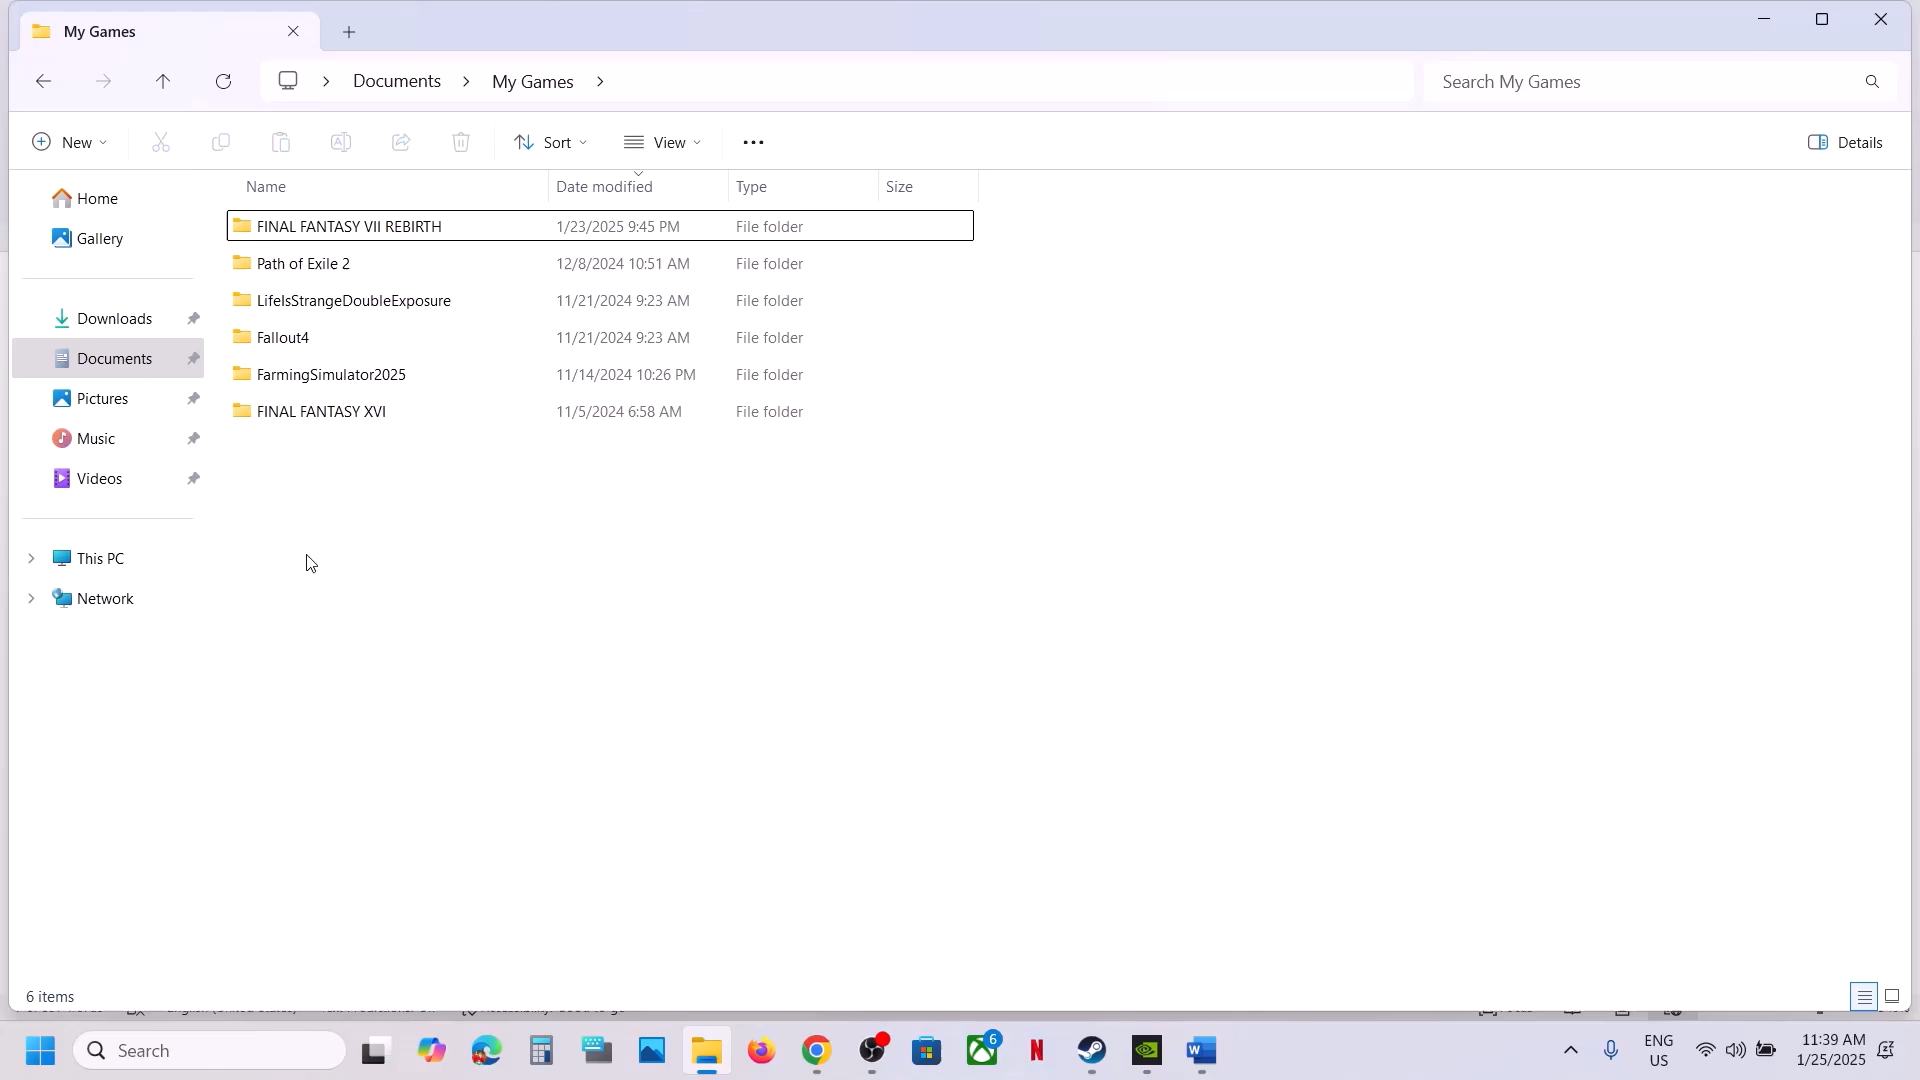 My Games
Documents
My Games
Search My Games
New
Sort
View
Details
Name
Date modified
Type
Size
Home
Gallery
Downloads
Documents
Pictures
Music
Videos
This PC
Network
FINAL FANTASY VII REBIRTH 1/23/2025 9:45 PM File folder
Path of Exile 2 12/8/2024 10:51 AM File folder
LifeIsStrangeDoubleExposure 11/21/2024 9:23 AM File folder
Fallout4 11/21/2024 9:23 AM File folder
FarmingSimulator2025 11/14/2024 10:26 PM File folder
FINAL FANTASY XVI 11/5/2024 6:58 AM File folder
6 items
Search
6
N
ENG
US
11:39 AM
1/25/2025